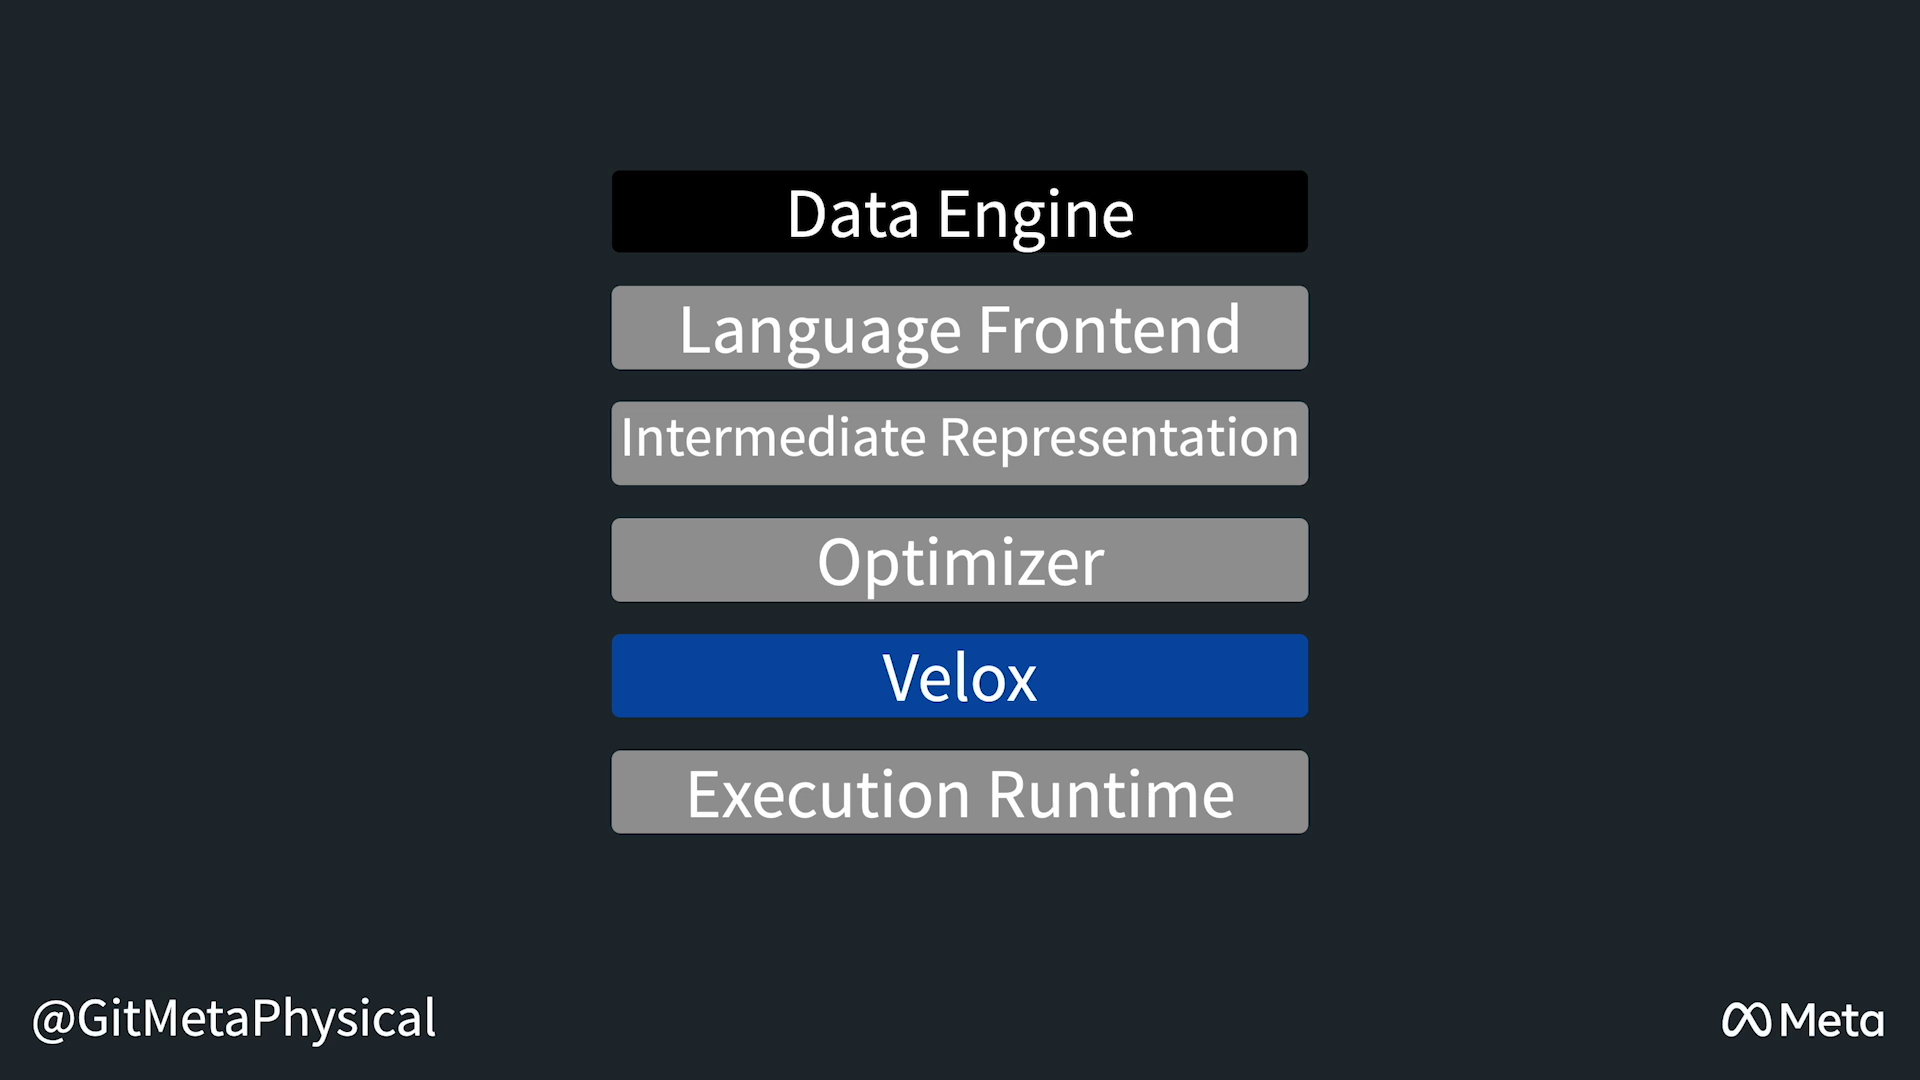 Data Engine
Language Frontend
Intermediate Representation
Optimizer
Velox
Execution Runtime
@GitMetaPhysical
Meta